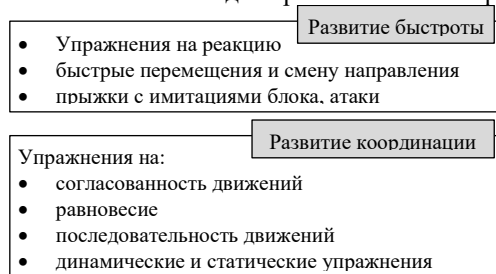 Развитие быстроты
• Упражнения на реакцию
• быстрые перемещения и смену направления
• прыжки с имитациями блока, атаки
Развитие координации
Упражнения на:
• согласованность движений
• равновесие
• последовательность движений
• динамические и статические упражнения